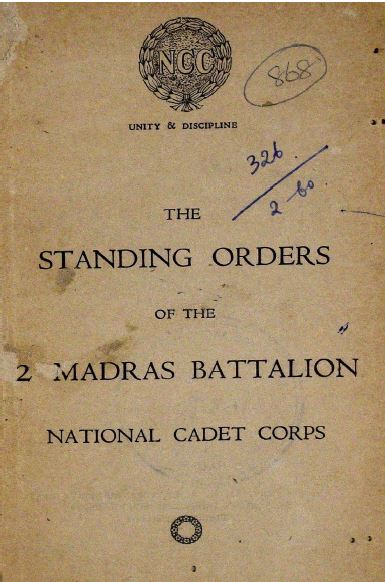 NCC
868
UNITY & DISCIPLINE
326
2 60
THE
STANDING ORDERS
OF THE
2 MADRAS BATTALION
NATIONAL CADET CORPS